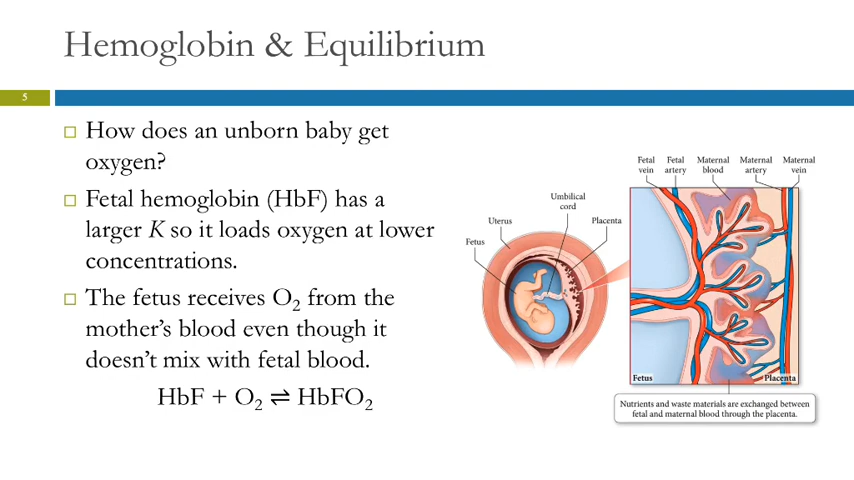 Hemoglobin & Equilibrium
5
□ How does an unborn baby get
oxygen?
□ Fetal hemoglobin (HbF) has a
larger K so it loads oxygen at lower
concentrations.
□ The fetus receives O₂ from the
mother’s blood even though it
doesn’t mix with fetal blood.
HbF + O₂ ⇌ HbFO₂
Fetus
Uterus
Umbilical
cord
Placenta
Fetal
vein
Fetal
artery
Maternal
blood
Maternal
artery
Maternal
vein
Fetus
Placenta
Nutrients and waste materials are exchanged between
fetal and maternal blood through the placenta.